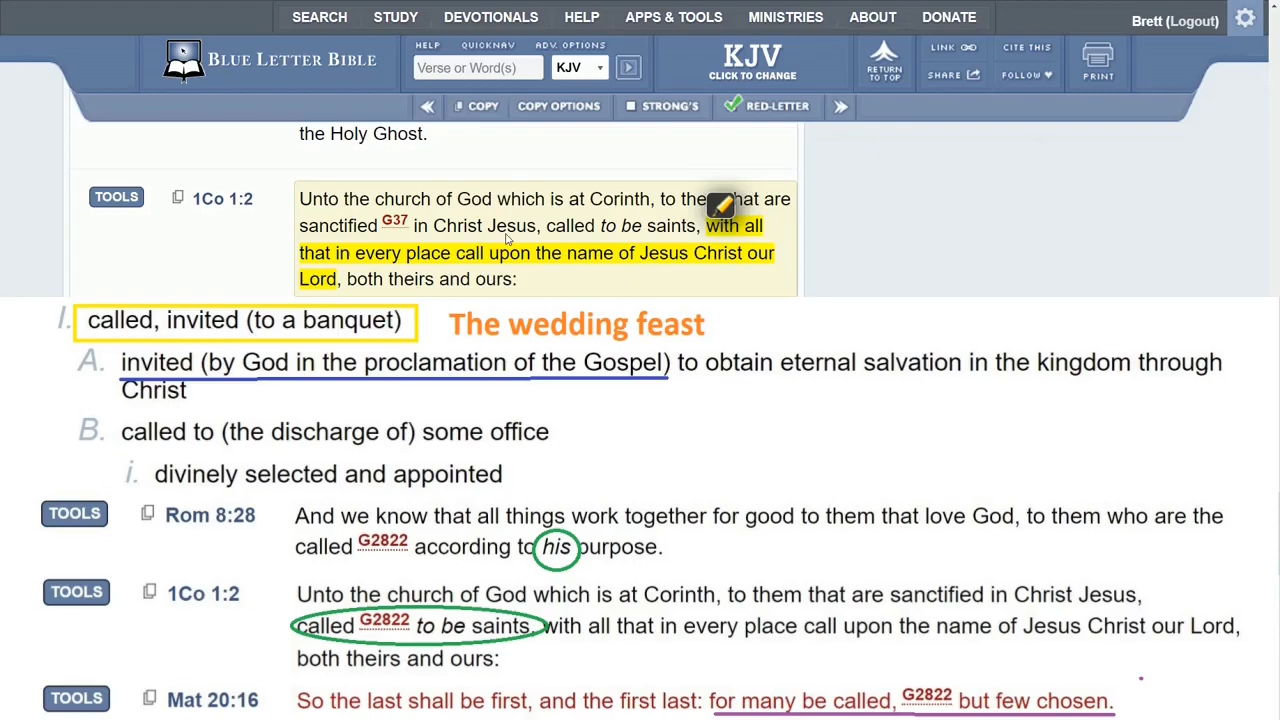 SEARCH STUDY DEVOTIONALS HELP APPS & TOOLS MINISTRIES ABOUT DONATE Brett (Logout)
BLUE LETTER BIBLE
HELP QUICKNAV ADV. OPTIONS
Verse or Word(s) KJV
KJV
CLICK TO CHANGE
RETURN
TO TOP
LINK CITE THIS
SHARE FOLLOW
PRINT
COPY COPY OPTIONS STRONG'S RED-LETTER
the Holy Ghost.
TOOLS 1Co 1:2 Unto the church of God which is at Corinth, to that are
sanctified G37 in Christ Jesus, called to be saints, with all
that in every place call upon the name of Jesus Christ our
Lord, both theirs and ours:
I. called, invited (to a banquet) The wedding feast
A. invited (by God in the proclamation of the Gospel) to obtain eternal salvation in the kingdom through
Christ
B. called to (the discharge of) some office
i. divinely selected and appointed
TOOLS Rom 8:28 And we know that all things work together for good to them that love God, to them who are the
called G2822 according to his purpose.
TOOLS 1Co 1:2 Unto the church of God which is at Corinth, to them that are sanctified in Christ Jesus,
called G2822 to be saints, with all that in every place call upon the name of Jesus Christ our Lord,
both theirs and ours:
TOOLS Mat 20:16 So the last shall be first, and the first last: for many be called, G2822 but few chosen.